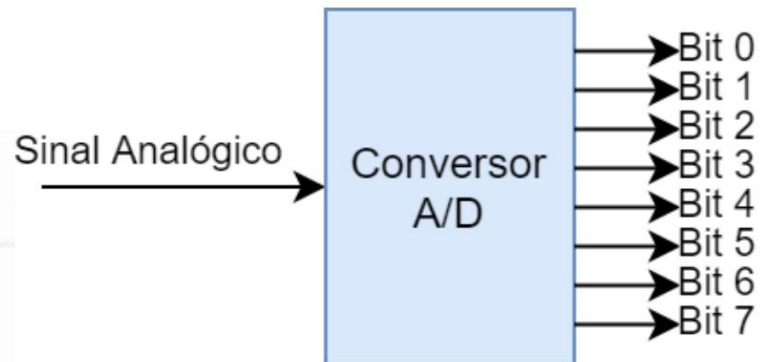 Sinal Analógico
Conversor
A/D
Bit 0
Bit 1
Bit 2
Bit 3
Bit 4
Bit 5
Bit 6
Bit 7